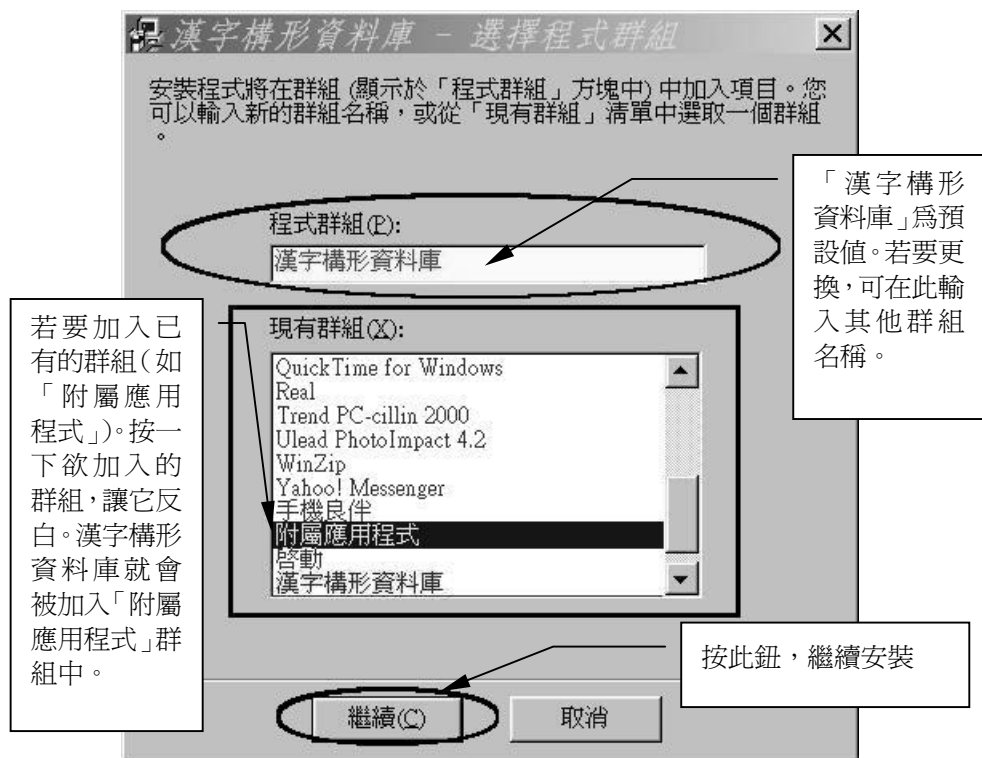 漢字構形資料庫 - 選擇程式群組
安裝程式將在群組 (顯示於「程式群組」方塊中) 中加入項目。您
可以輸入新的群組名稱，或從「現有群組」清單中選取一個群組
。
程式群組(P):
漢字構形資料庫
「漢字構形
資料庫」爲預
設值。若要更
換，可在此輸
入其他群組
名稱。
現有群組(X):
QuickTime for Windows
Real
Trend PC-cillin 2000
Ulead PhotoImpact 4.2
WinZip
Yahoo! Messenger
手機良伴
附屬應用程式
啓動
漢字構形資料庫
若要加入已
有的群組(如
「附屬應用
程式」)。按一
下欲加入的
群組，讓它反
白。漢字構形
資料庫就會
被加入「附屬
應用程式」群
組中。
按此鈕，繼續安裝
繼續(C)
取消